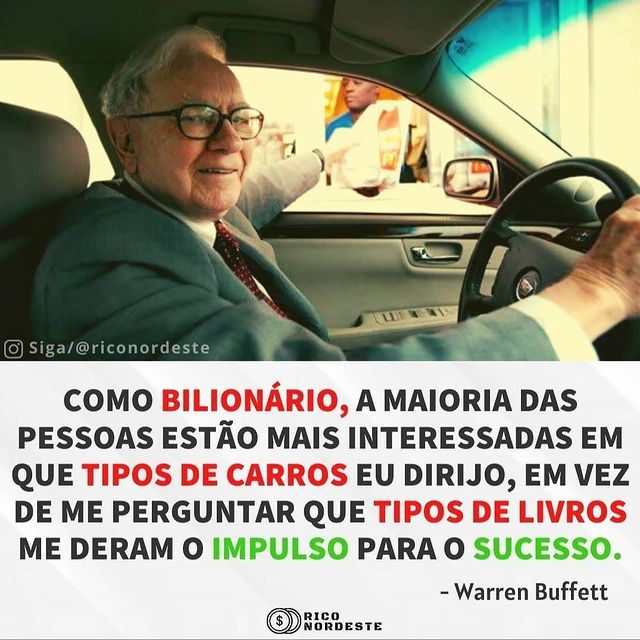 Siga/@riconordeste
COMO BILIONÁRIO, A MAIORIA DAS
PESSOAS ESTÃO MAIS INTERESSADAS EM
QUE TIPOS DE CARROS EU DIRIJO, EM VEZ
DE ME PERGUNTAR QUE TIPOS DE LIVROS
ME DERAM O IMPULSO PARA O SUCESSO.
- Warren Buffett
$ RICO
NORDESTE